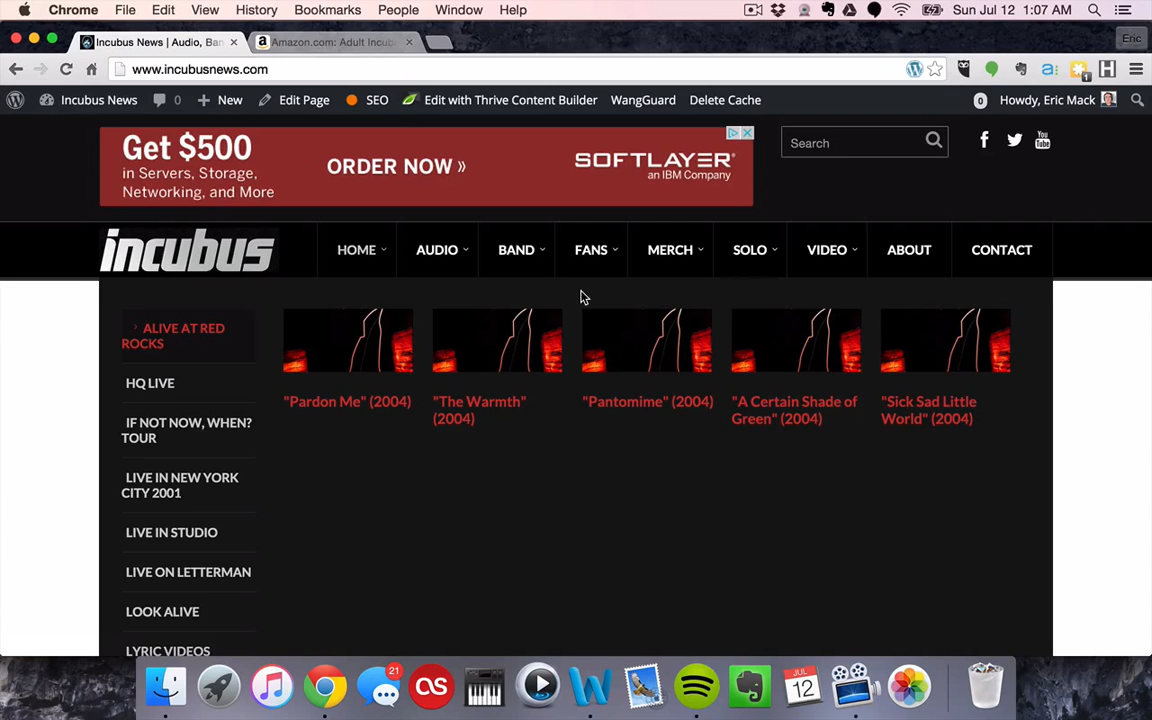 Chrome File Edit View History Bookmarks People Window Help Sun Jul 12 1:07 AM
Incubus News | Audio, Ban Amazon.com: Adult Incub Eric
www.incubusnews.com
Incubus News 0 New Edit Page SEO Edit with Thrive Content Builder WangGuard Delete Cache 0 Howdy, Eric Mack
Get $500
in Servers, Storage,
Networking, and More
ORDER NOW »
SOFTLAYER®
an IBM Company
Search
You
Tube
incubus
HOME AUDIO BAND FANS MERCH SOLO VIDEO ABOUT CONTACT
ALIVE AT RED
ROCKS
HQ LIVE
IF NOT NOW, WHEN?
TOUR
LIVE IN NEW YORK
CITY 2001
LIVE IN STUDIO
LIVE ON LETTERMAN
LOOK ALIVE
LYRIC VIDEOS
"Pardon Me" (2004)
"The Warmth"
(2004)
"Pantomime" (2004)
"A Certain Shade of
Green" (2004)
"Sick Sad Little
World" (2004)
21
JUL
12